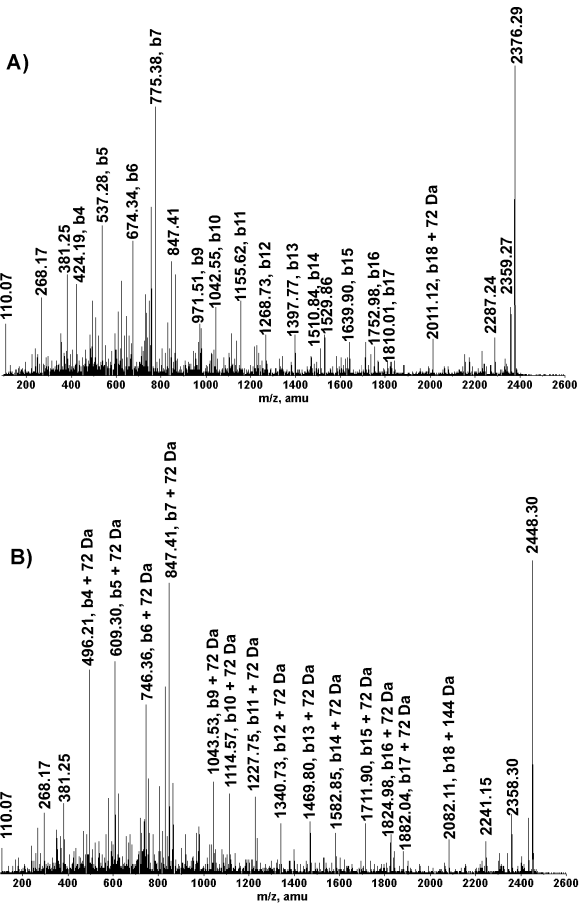 A)
110.07
268.17
381.25
424.19, b4
537.28, b5
674.34, b6
775.38, b7
847.41
971.51, b9
1042.55, b10
1155.62, b11
1268.73, b12
1397.77, b13
1510.84, b14
1529.86
1639.90, b15
1752.98, b16
1810.01, b17
2011.12, b18 + 72 Da
2287.24
2359.27
2376.29
200 400 600 800 1000 1200 1400 1600 1800 2000 2200 2400 2600
m/z, amu
B)
110.07
268.17
381.25
496.21, b4 + 72 Da
609.30, b5 + 72 Da
746.36, b6 + 72 Da
847.41, b7 + 72 Da
1043.53, b9 + 72 Da
1114.57, b10 + 72 Da
1227.75, b11 + 72 Da
1340.73, b12 + 72 Da
1469.80, b13 + 72 Da
1582.85, b14 + 72 Da
1711.90, b15 + 72 Da
1824.98, b16 + 72 Da
1882.04, b17 + 72 Da
2082.11, b18 + 144 Da
2241.15
2358.30
2448.30
200 400 600 800 1000 1200 1400 1600 1800 2000 2200 2400 2600
m/z, amu